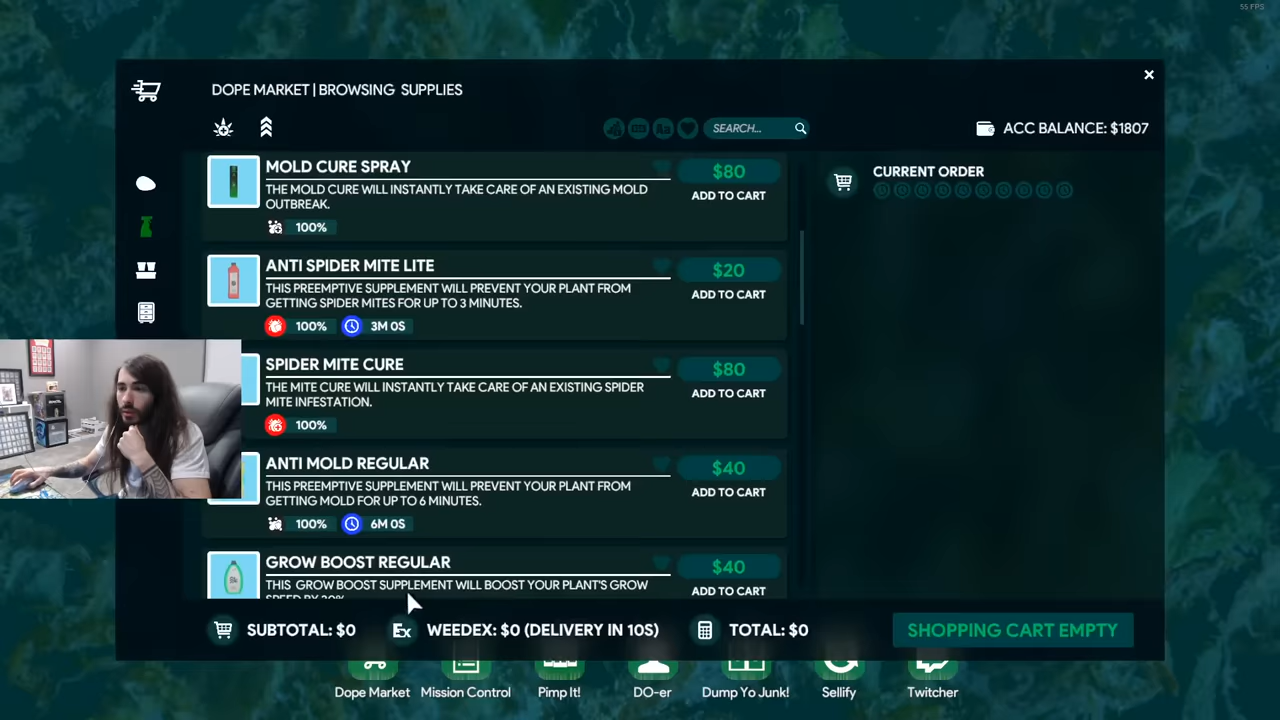 55 FPS
DOPE MARKET | BROWSING SUPPLIES
SEARCH...
ACC BALANCE: $1807
MOLD CURE SPRAY
THE MOLD CURE WILL INSTANTLY TAKE CARE OF AN EXISTING MOLD
OUTBREAK.
100%
$80
ADD TO CART
ANTI SPIDER MITE LITE
THIS PREEMPTIVE SUPPLEMENT WILL PREVENT YOUR PLANT FROM
GETTING SPIDER MITES FOR UP TO 3 MINUTES.
100% 3M 0S
$20
ADD TO CART
SPIDER MITE CURE
THE MITE CURE WILL INSTANTLY TAKE CARE OF AN EXISTING SPIDER
MITE INFESTATION.
100%
$80
ADD TO CART
ANTI MOLD REGULAR
THIS PREEMPTIVE SUPPLEMENT WILL PREVENT YOUR PLANT FROM
GETTING MOLD FOR UP TO 6 MINUTES.
100% 6M 0S
$40
ADD TO CART
GROW BOOST REGULAR
THIS GROW BOOST SUPPLEMENT WILL BOOST YOUR PLANT'S GROW
SPEED BY 30%
$40
ADD TO CART
CURRENT ORDER
SUBTOTAL: $0
Ex WEEDEX: $0 (DELIVERY IN 10S)
TOTAL: $0
SHOPPING CART EMPTY
Dope Market
Mission Control
Pimp It!
DO-er
Dump Yo Junk!
Sellify
Twitcher